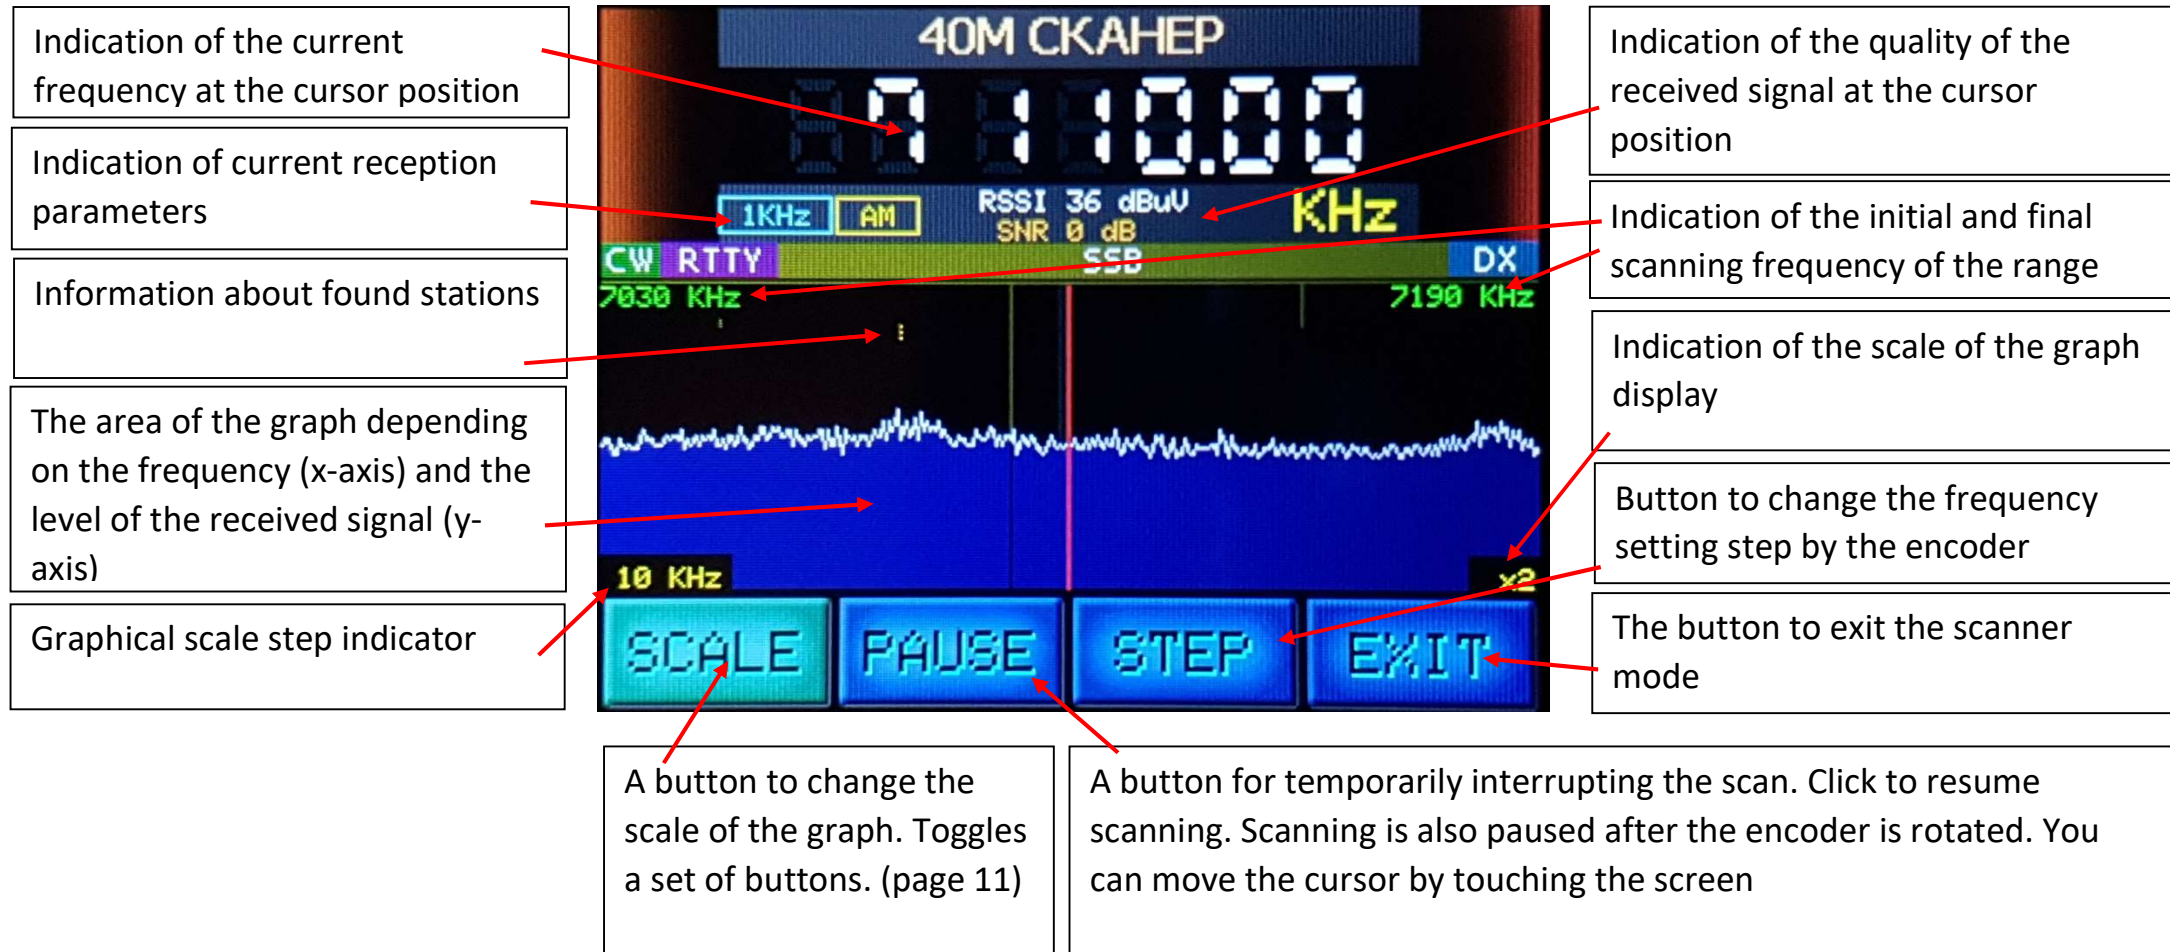 Indication of the current
frequency at the cursor position
Indication of current reception
parameters
Information about found stations
The area of the graph depending
on the frequency (x-axis) and the
level of the received signal (y-
axis)
Graphical scale step indicator
40М СКАНЕР
7110.00
1KHz AM
RSSI 36 dBuV
SNR 0 dB
KHz
CW RTTY SSB DX
7030 KHz 7190 KHz
10 KHz x2
SCALE PAUSE STEP EXIT
Indication of the quality of the
received signal at the cursor
position
Indication of the initial and final
scanning frequency of the range
Indication of the scale of the graph
display
Button to change the frequency
setting step by the encoder
The button to exit the scanner
mode
A button to change the
scale of the graph. Toggles
a set of buttons. (page 11)
A button for temporarily interrupting the scan. Click to resume
scanning. Scanning is also paused after the encoder is rotated. You
can move the cursor by touching the screen